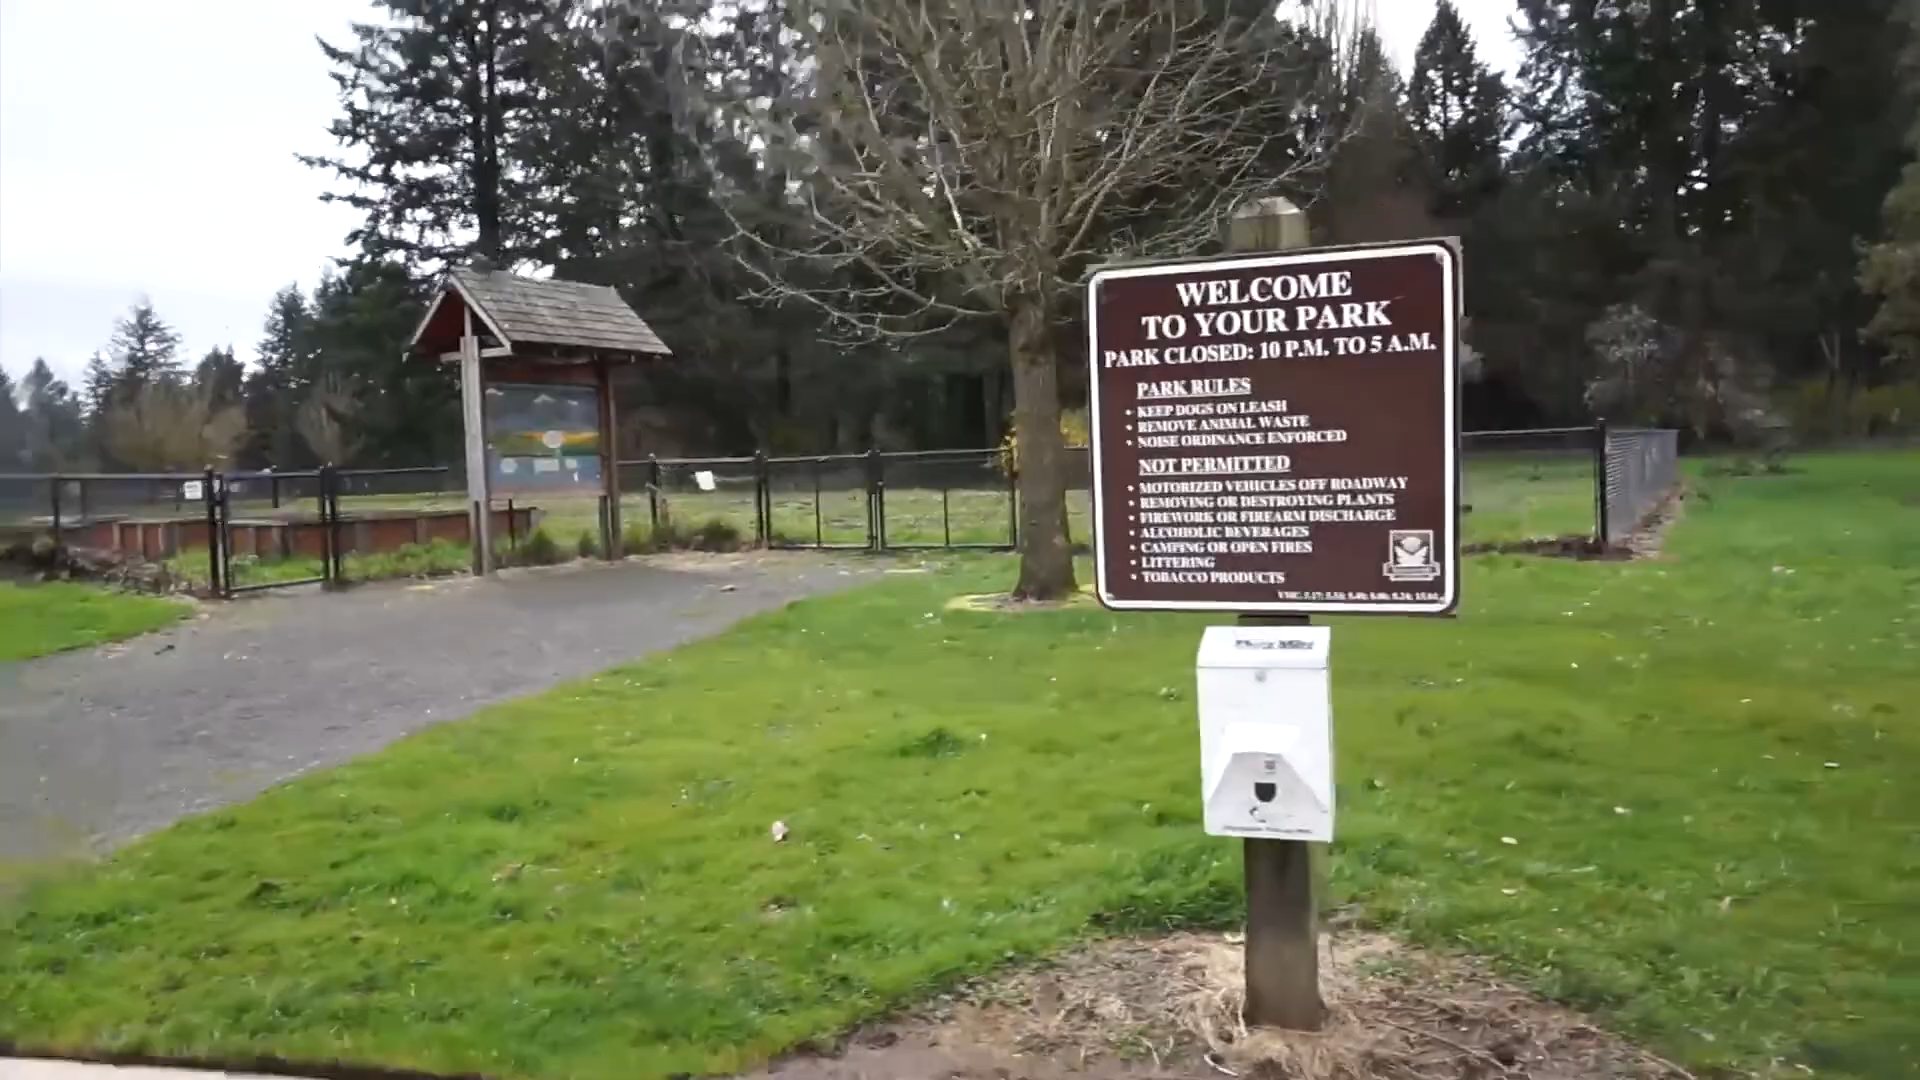 WELCOME
TO YOUR PARK
PARK CLOSED: 10 P.M. TO 5 A.M.
PARK RULES
• KEEP DOGS ON LEASH
• REMOVE ANIMAL WASTE
• NOISE ORDINANCE ENFORCED
NOT PERMITTED
• MOTORIZED VEHICLES OFF ROADWAY
• REMOVING OR DESTROYING PLANTS
• FIREWORK OR FIREARM DISCHARGE
• ALCOHOLIC BEVERAGES
• CAMPING OR OPEN FIRES
• LITTERING
• TOBACCO PRODUCTS